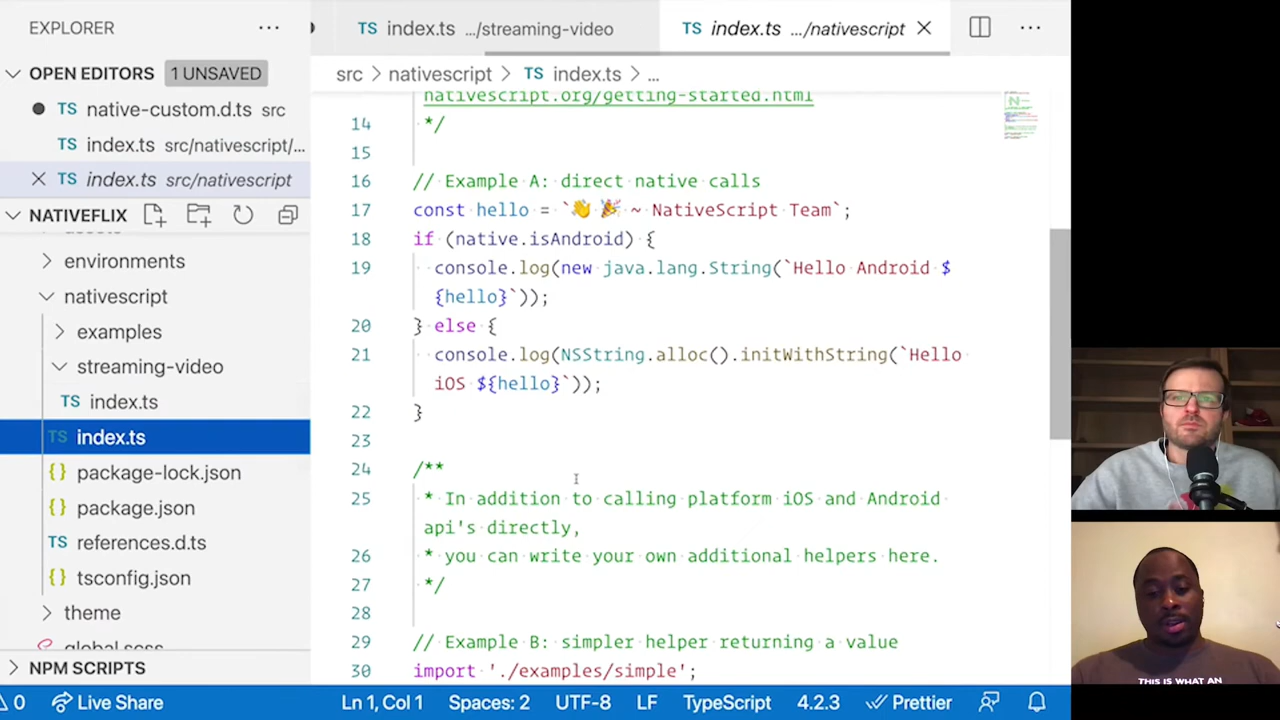 EXPLORER
OPEN EDITORS 1 UNSAVED
TS native-custom.d.ts src
TS index.ts src/nativescript/...
TS index.ts src/nativescript
NATIVEFLIX
environments
nativescript
examples
streaming-video
TS index.ts
TS index.ts
{} package-lock.json
{} package.json
TS references.d.ts
{} tsconfig.json
theme
global.scss
NPM SCRIPTS
TS index.ts .../streaming-video
TS index.ts .../nativescript
src > nativescript > TS index.ts > ...
nativescript.org/getting-started.html
14 */
15
16 // Example A: direct native calls
17 const hello = `👋 🎉 ~ NativeScript Team`;
18 if (native.isAndroid) {
19 console.log(new java.lang.String(`Hello Android $
{hello}`));
20 } else {
21 console.log(NSString.alloc().initWithString(`Hello
iOS ${hello}`));
22 }
23
24 /**
25 * In addition to calling platform iOS and Android
api's directly,
26 * you can write your own additional helpers here.
27 */
28
29 // Example B: simpler helper returning a value
30 import './examples/simple';
0 Live Share Ln 1, Col 1 Spaces: 2 UTF-8 LF TypeScript 4.2.3 Prettier
THIS IS WHAT AN